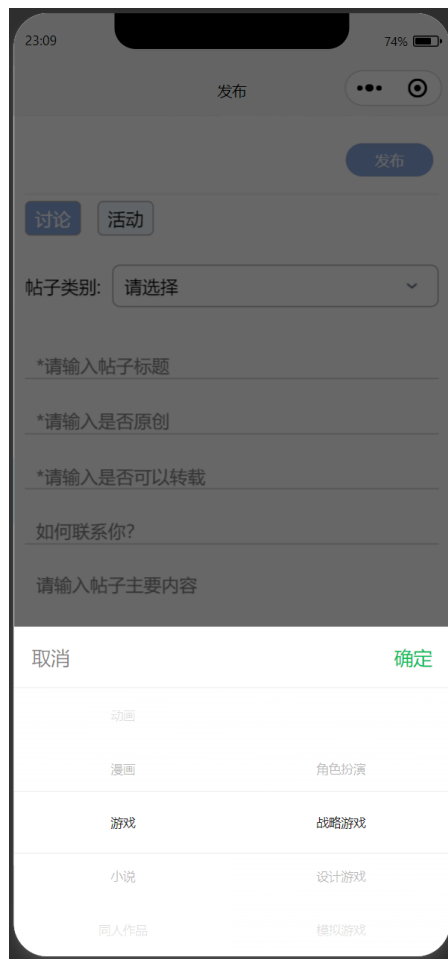 23:09 74%
发布
发布
讨论 活动
帖子类别: 请选择
*请输入帖子标题
*请输入是否原创
*请输入是否可以转载
如何联系你?
请输入帖子主要内容
取消 确定
动画
漫画 角色扮演
游戏 战略游戏
小说 设计游戏
同人作品 模拟游戏